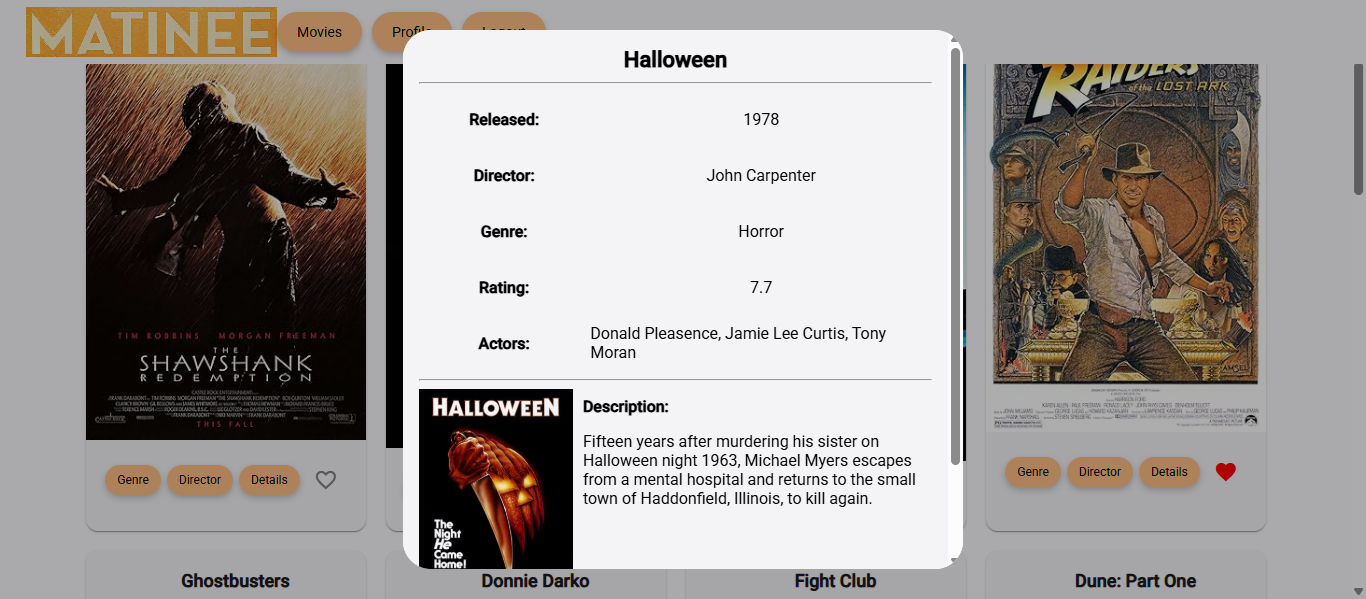 MATINEE
Movies
Profile
Logout
Halloween
Released:
1978
Director:
John Carpenter
Genre:
Horror
Rating:
7.7
Actors:
Donald Pleasence, Jamie Lee Curtis, Tony
Moran
HALLOWEEN
The
Night
He
Came
Home!
Description:
Fifteen years after murdering his sister on
Halloween night 1963, Michael Myers escapes
from a mental hospital and returns to the small
town of Haddonfield, Illinois, to kill again.
TIM ROBBINS MORGAN FREEMAN
THE
SHAWSHANK
REDEMPTION
THIS FALL
Genre
Director
Details
RAIDERS
of the LOST ARK
Genre
Director
Details
Ghostbusters
Donnie Darko
Fight Club
Dune: Part One